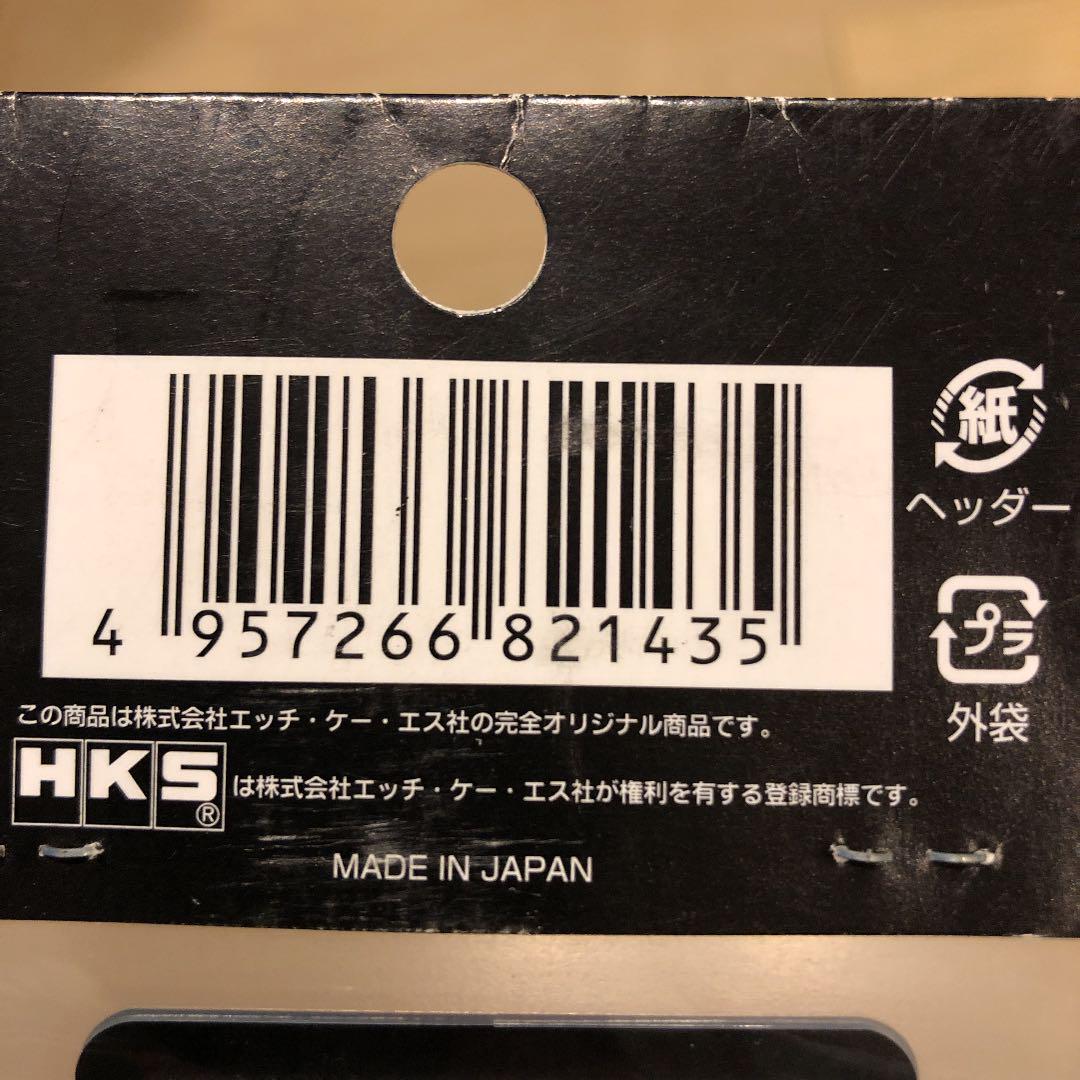 紙
ヘッダー
4 957266 821435
プラ
外袋
この商品は株式会社エッチ・ケー・エス社の完全オリジナル商品です。
HKS® は株式会社エッチ・ケー・エス社が権利を有する登録商標です。
MADE IN JAPAN